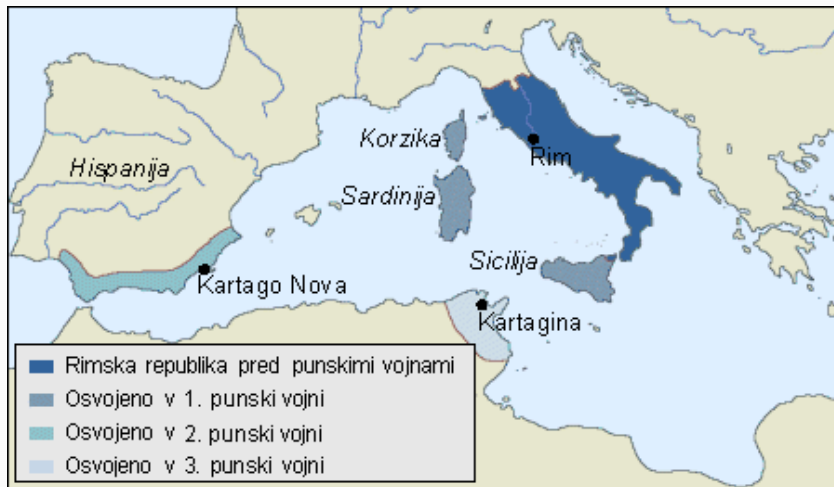 Korzika
Rim
Hispanija
Sardinija
Sicilija
Kartago Nova
Kartagina
Rimska republika pred punskimi vojnami
Osvojeno v 1. punski vojni
Osvojeno v 2. punski vojni
Osvojeno v 3. punski vojni